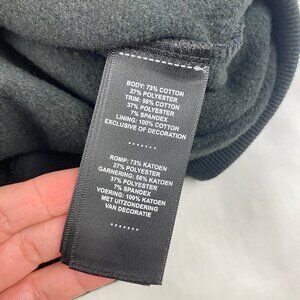 BODY: 73% COTTON
27% POLYESTER
TRIM: 56% COTTON
37% POLYESTER
7% SPANDEX
LINING: 100% COTTON
EXCLUSIVE OF DECORATION
ROMP: 73% KATOEN
27% POLYESTER
GARNERING: 56% KATOEN
37% POLYESTER
7% SPANDEX
VOERING: 100% KATOEN
MET UITZONDERING
VAN DECORATIE